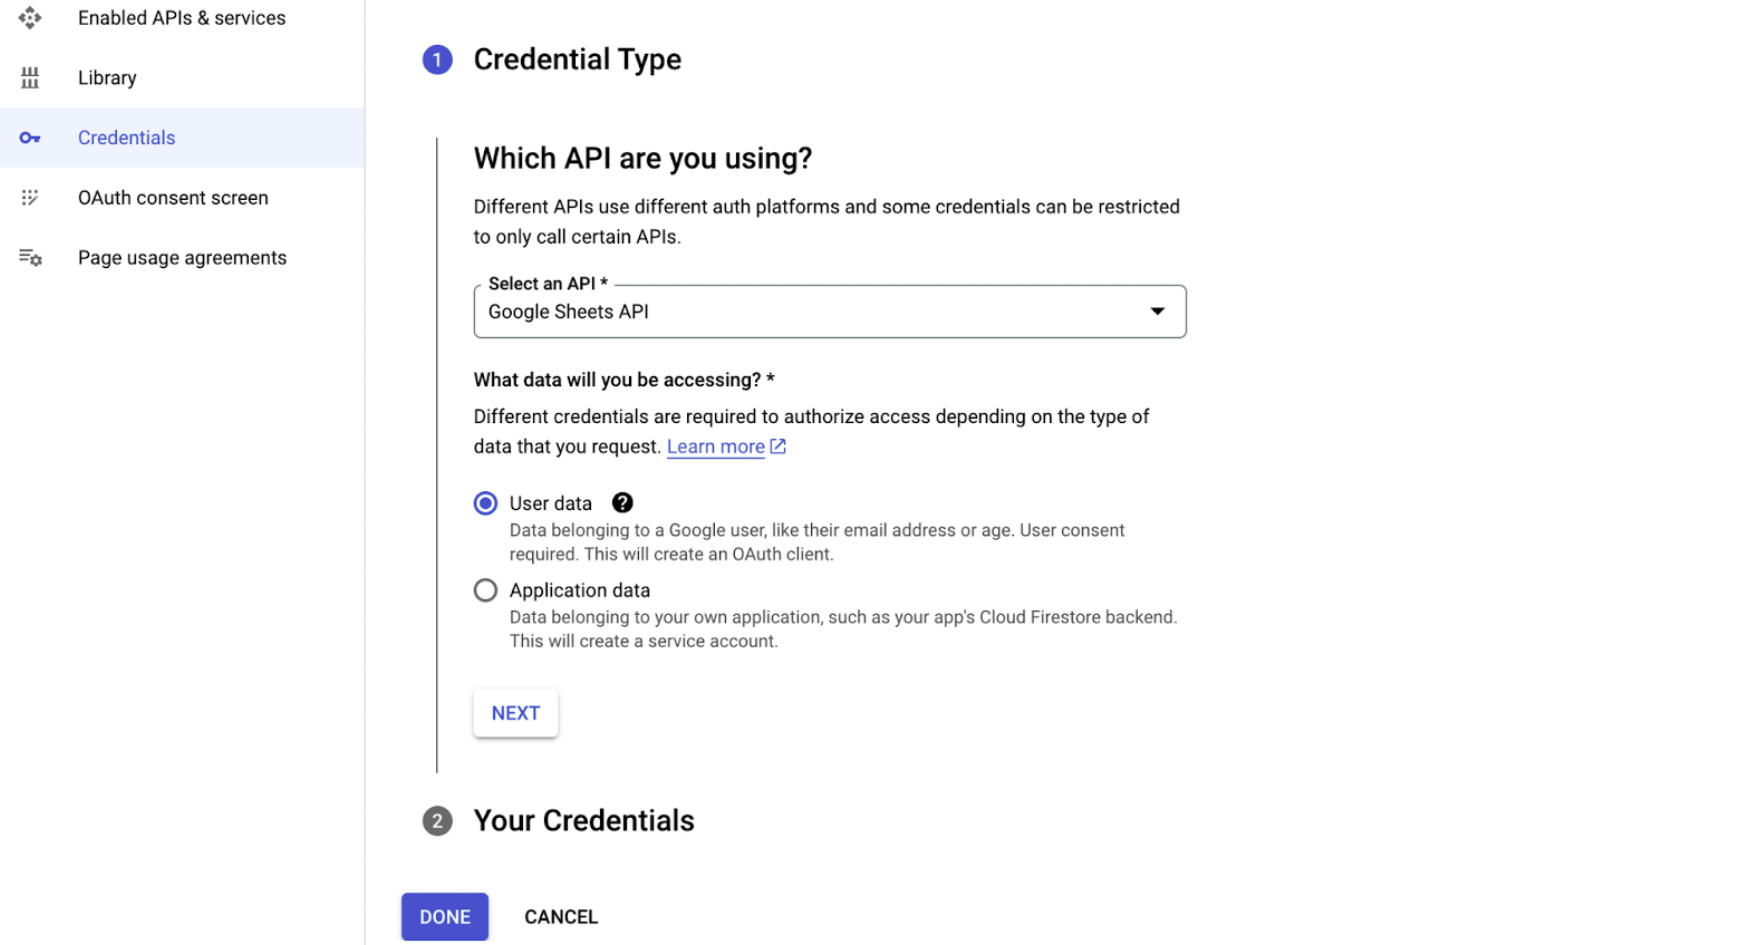 Enabled APIs & services
Library
Credentials
OAuth consent screen
Page usage agreements
1 Credential Type
Which API are you using?
Different APIs use different auth platforms and some credentials can be restricted
to only call certain APIs.
Select an API *
Google Sheets API
What data will you be accessing? *
Different credentials are required to authorize access depending on the type of
data that you request. Learn more
User data ?
Data belonging to a Google user, like their email address or age. User consent
required. This will create an OAuth client.
Application data
Data belonging to your own application, such as your app's Cloud Firestore backend.
This will create a service account.
NEXT
2 Your Credentials
DONE CANCEL